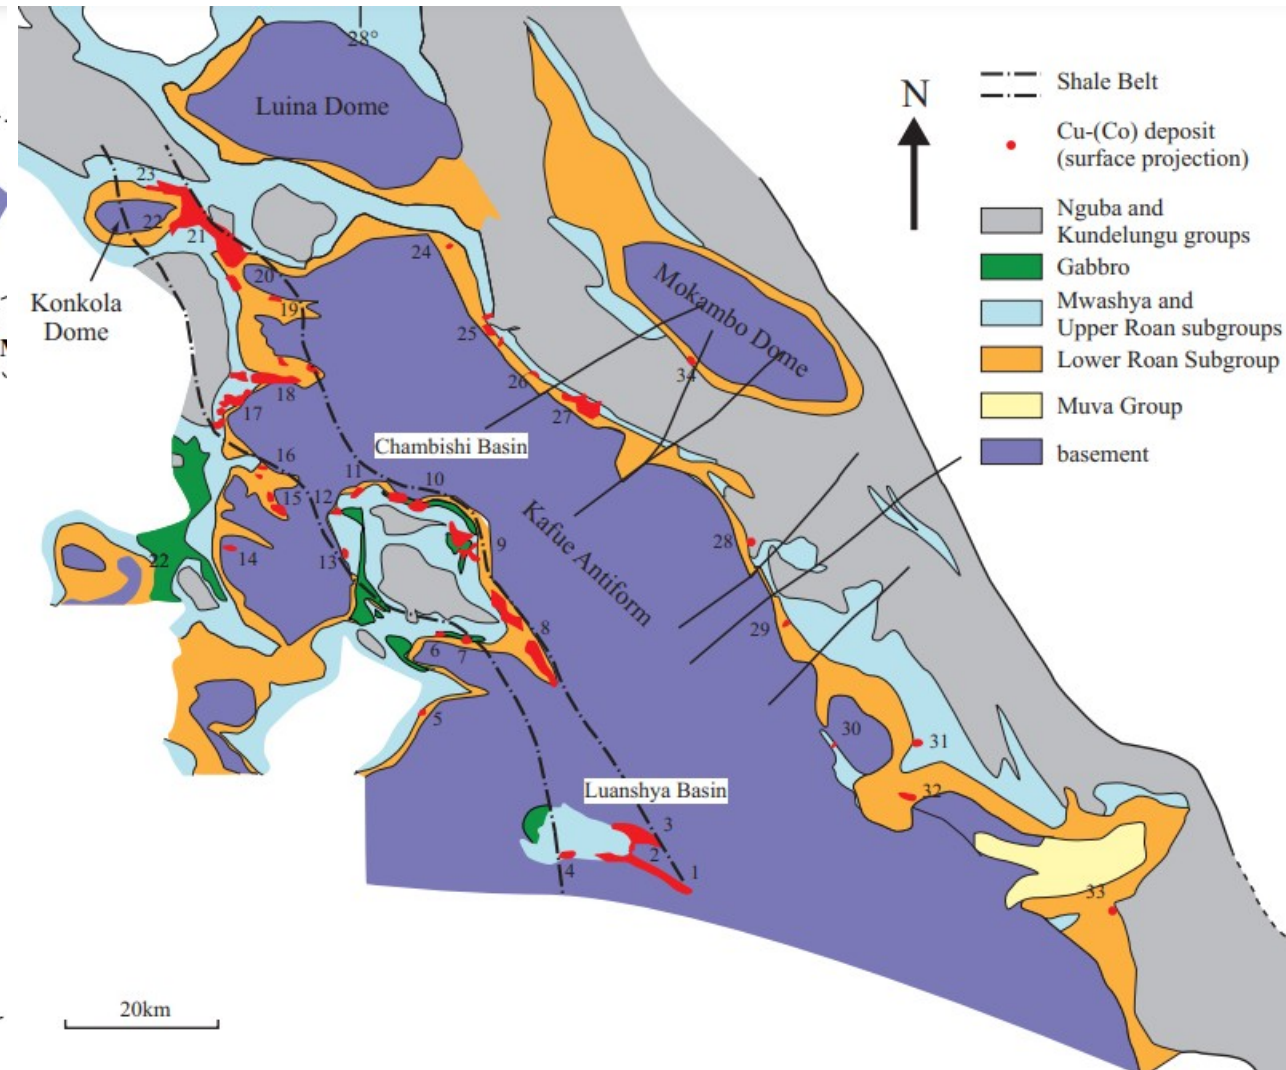 28°
Luina Dome
N
Shale Belt
Cu-(Co) deposit
(surface projection)
Nguba and
Kundelungu groups
Gabbro
Mwashya and
Upper Roan subgroups
Lower Roan Subgroup
Muva Group
basement
23
22
21
24
20
19
Konkola
Dome
Mokambo Dome
25
34
26
27
18
17
Chambishi Basin
16
11
10
15
12
Kafue Antiform
9
28
22
14
13
8
29
6
7
5
30
31
Luanshya Basin
32
3
2
4
1
33
20km